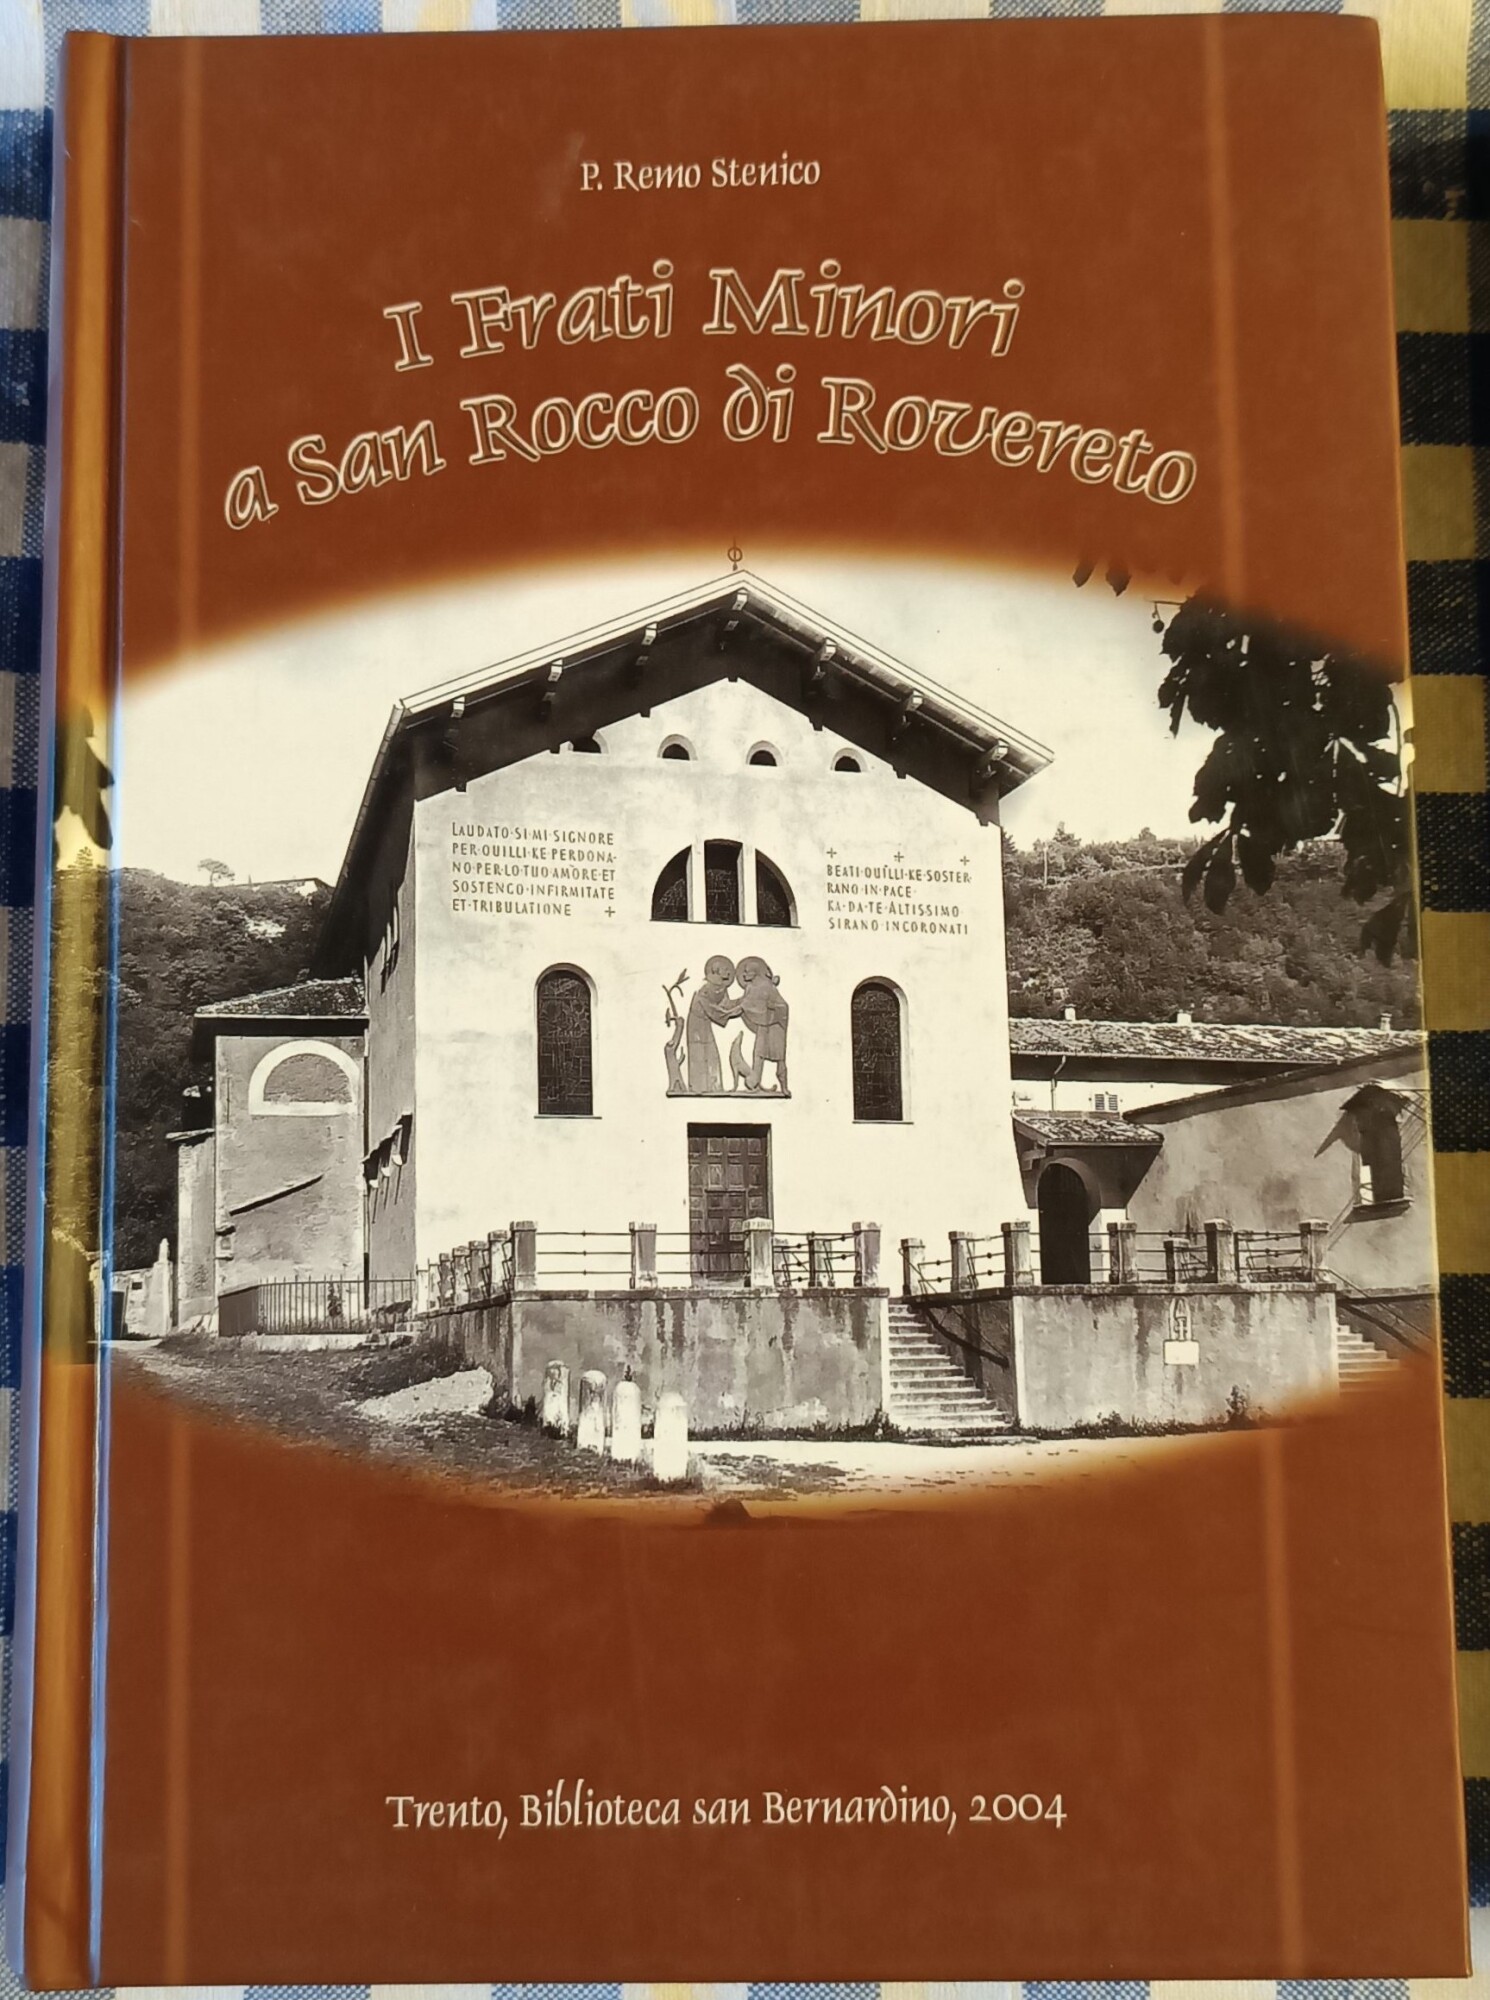 P. Remo Stenico
I Frati Minori
a San Rocco di Rovereto
LAUDATO·SI·MI·SIGNORE
PER·QUILLI·KE·PERDONA-
NO·PER·LO·TUO·AMORE·ET
SOSTENGO·INFIRMITATE
ET·TRIBULATIONE +
+ + +
BEATI·QUILLI·KE·SOSTER-
RANO·IN·PACE·
KA·DA·TE·ALTISSIMO
SIRANO·INCORONATI
Trento, Biblioteca san Bernardino, 2004